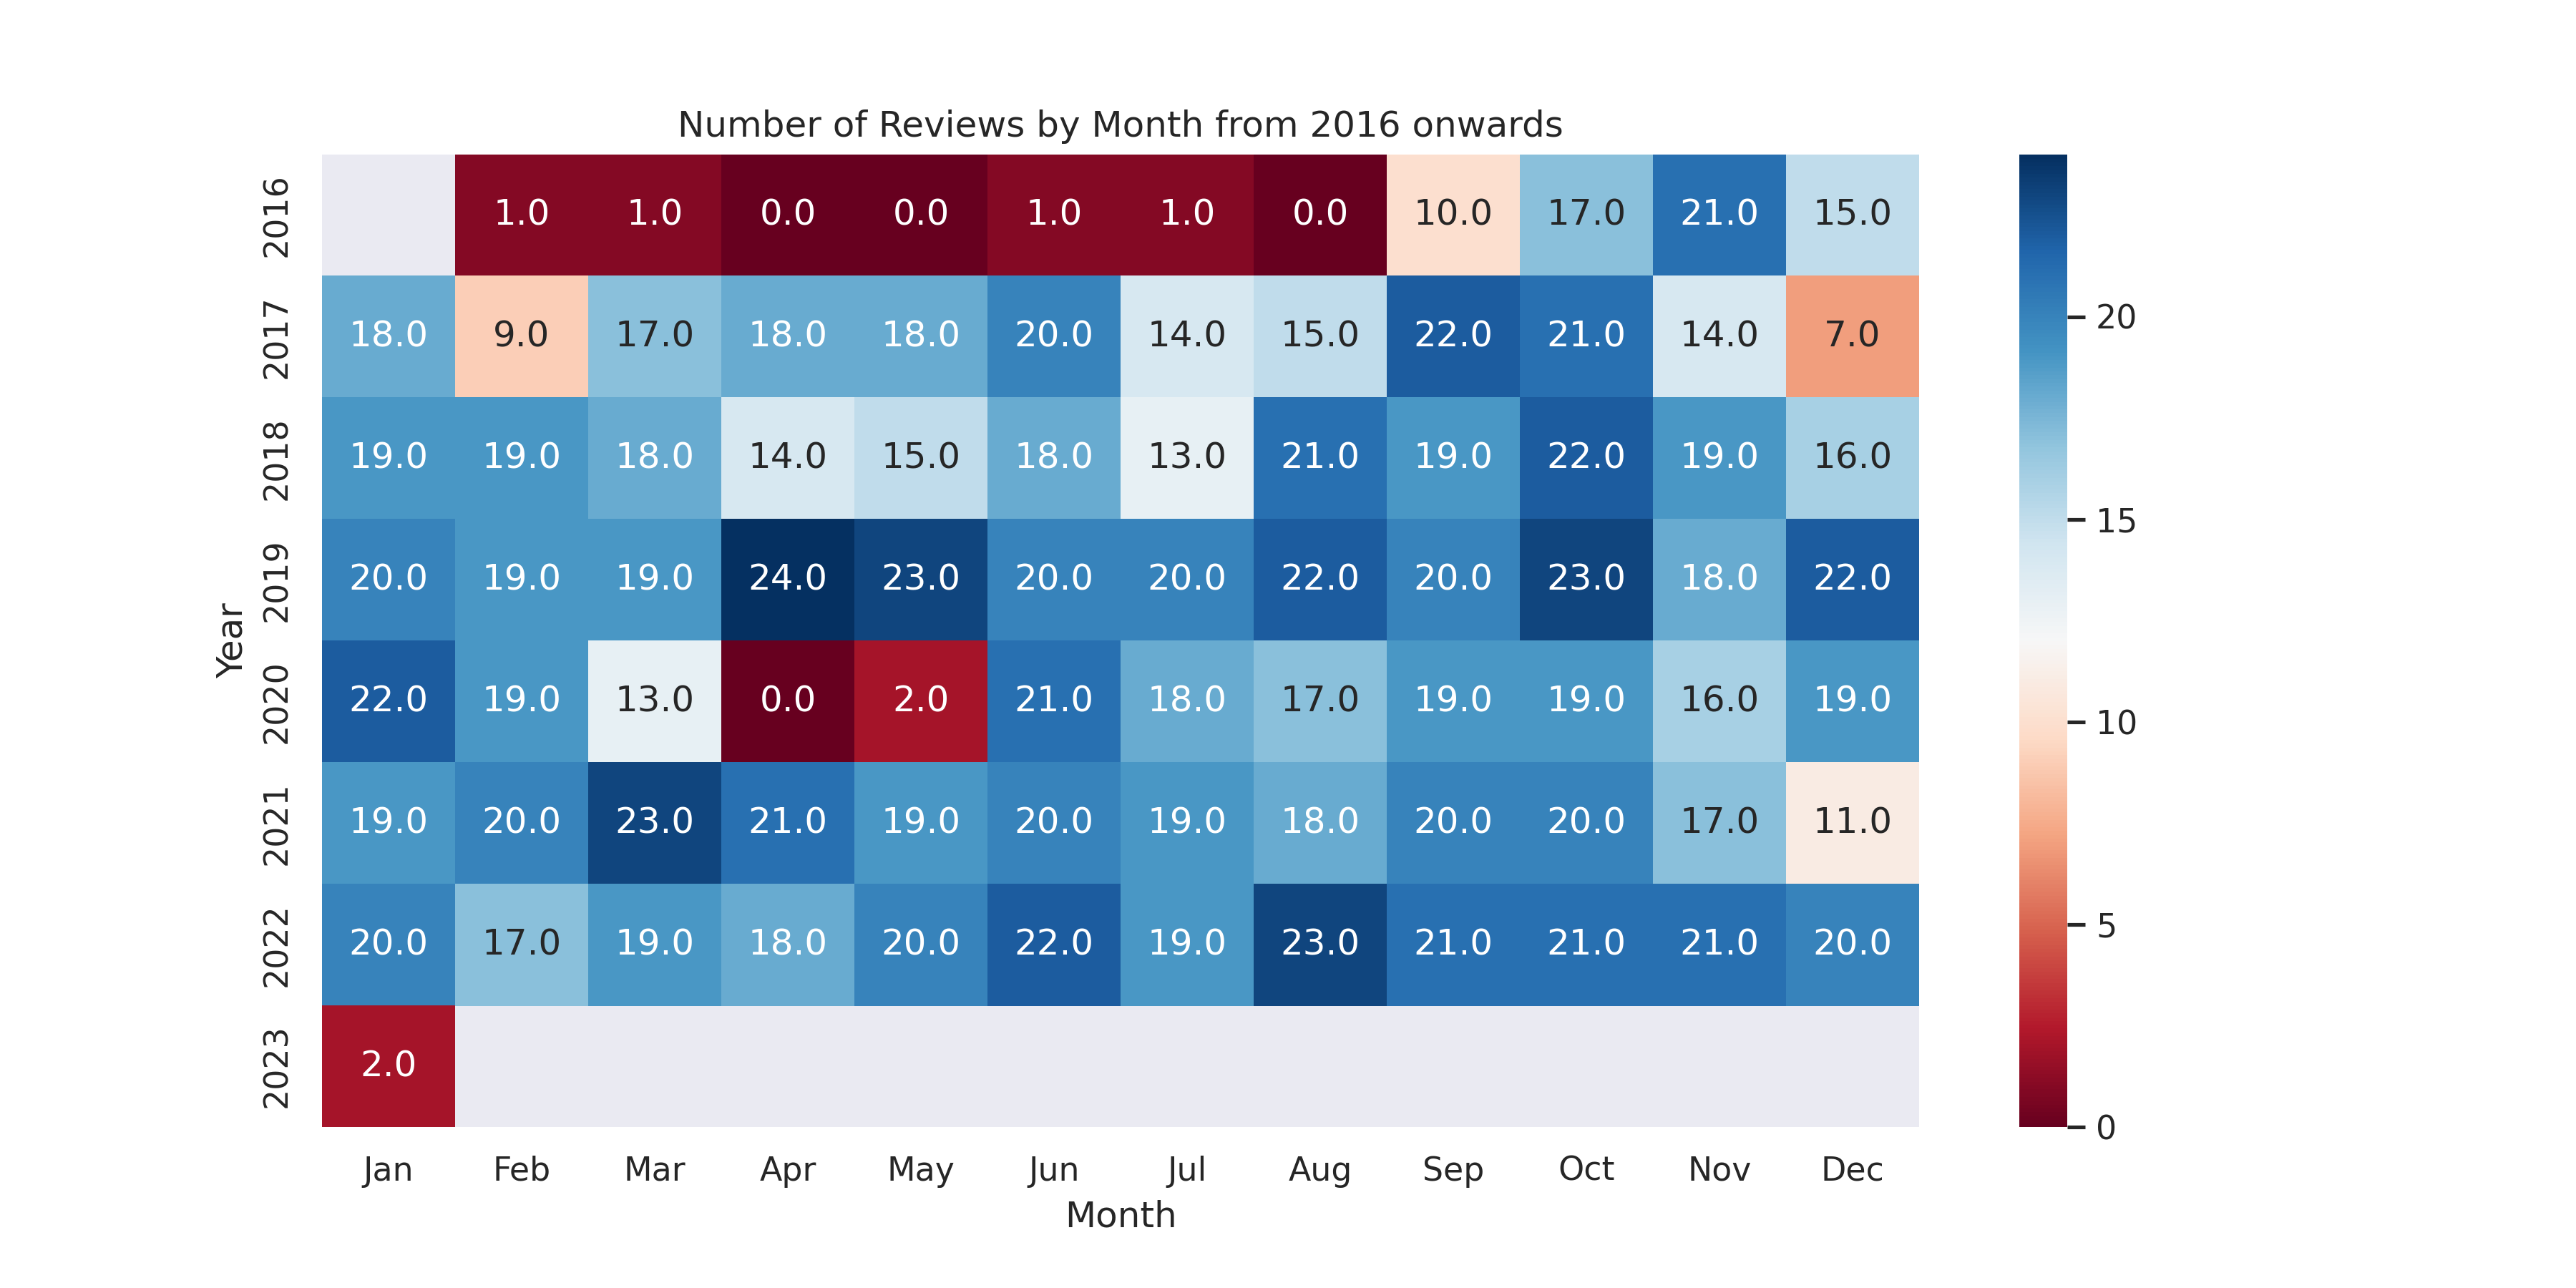 Number of Reviews by Month from 2016 onwards
2016 1.0 1.0 0.0 0.0 1.0 1.0 0.0 10.0 17.0 21.0 15.0
2017 18.0 9.0 17.0 18.0 18.0 20.0 14.0 15.0 22.0 21.0 14.0 7.0
2018 19.0 19.0 18.0 14.0 15.0 18.0 13.0 21.0 19.0 22.0 19.0 16.0
2019 20.0 19.0 19.0 24.0 23.0 20.0 20.0 22.0 20.0 23.0 18.0 22.0
2020 22.0 19.0 13.0 0.0 2.0 21.0 18.0 17.0 19.0 19.0 16.0 19.0
2021 19.0 20.0 23.0 21.0 19.0 20.0 19.0 18.0 20.0 20.0 17.0 11.0
2022 20.0 17.0 19.0 18.0 20.0 22.0 19.0 23.0 21.0 21.0 21.0 20.0
2023 2.0
Year
Jan Feb Mar Apr May Jun Jul Aug Sep Oct Nov Dec
Month
20
15
10
5
0